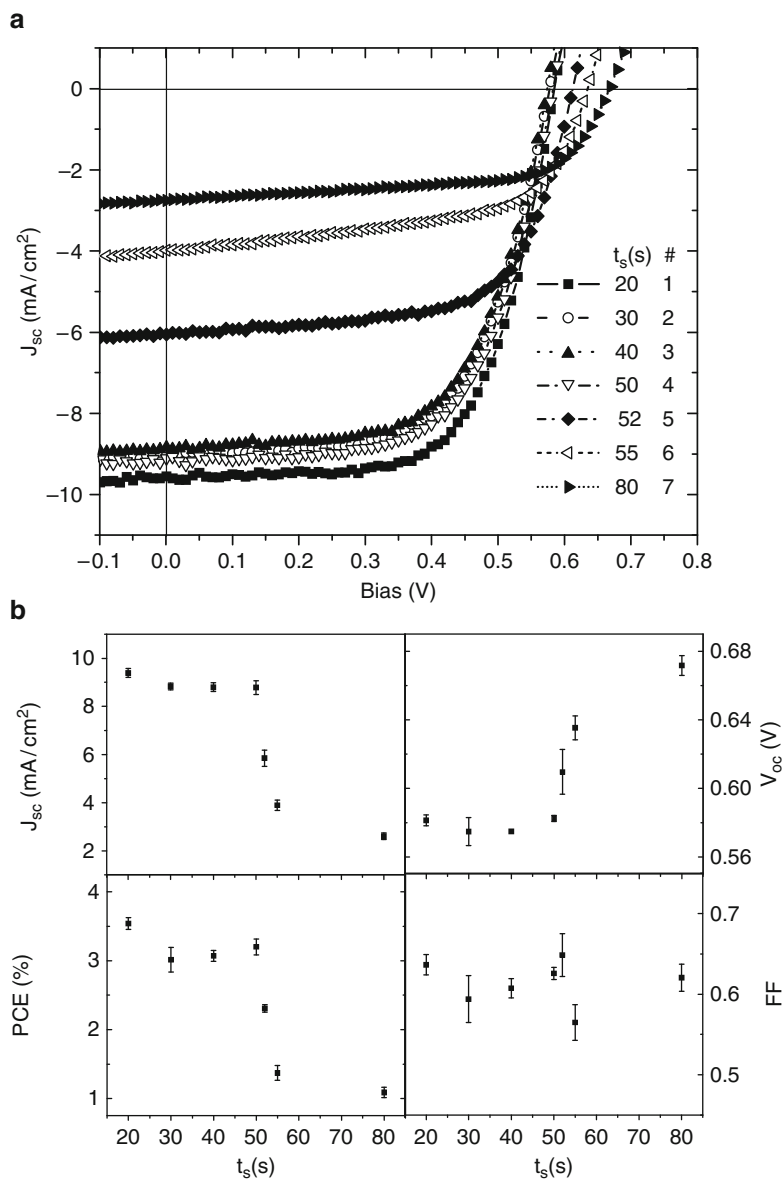 a
0
−2
−4
−6
−8
−10
J_sc (mA/cm²)
t_s(s) #
20 1
30 2
40 3
50 4
52 5
55 6
80 7
−0.1 0.0 0.1 0.2 0.3 0.4 0.5 0.6 0.7 0.8
Bias (V)
b
10
8
6
4
2
J_sc (mA/cm²)
0.68
0.64
0.60
0.56
V_oc (V)
4
3
2
1
PCE (%)
0.7
0.6
0.5
FF
20 30 40 50 60 70 80
20 30 40 50 60 70 80
t_s(s)
t_s(s)